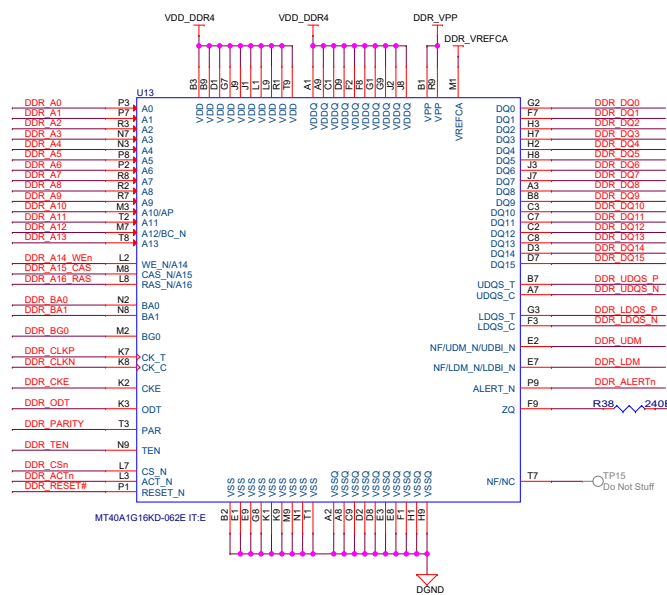 VDD_DDR4 VDD_DDR4 DDR_VPP
DDR_VREFCA
B3 B9 D1 G7 J9 J1 L1 L9 R1 T9 A1 A9 C1 D9 F2 F8 G1 G9 J2 J8 B1 R9 M1
U13
VDD VDD VDD VDD VDD VDD VDD VDD VDD VDD VDDQ VDDQ VDDQ VDDQ VDDQ VDDQ VDDQ VDDQ VDDQ VDDQ VPP VPP VREFCA
DDR_A0 P3 A0
DDR_A1 P7 A1
DDR_A2 R3 A2
DDR_A3 N7 A3
DDR_A4 N3 A4
DDR_A5 P8 A5
DDR_A6 P2 A6
DDR_A7 R8 A7
DDR_A8 R2 A8
DDR_A9 R7 A9
DDR_A10 M3 A10/AP
DDR_A11 T2 A11
DDR_A12 M7 A12/BC_N
DDR_A13 T8 A13
DDR_A14_WEn L2 WE_N/A14
DDR_A15_CAS M8 CAS_N/A15
DDR_A16_RAS L8 RAS_N/A16
DDR_BA0 N2 BA0
DDR_BA1 N8 BA1
DDR_BG0 M2 BG0
DDR_CLKP K7 CK_T
DDR_CLKN K8 CK_C
DDR_CKE K2 CKE
DDR_ODT K3 ODT
DDR_PARITY T3 PAR
DDR_TEN N9 TEN
DDR_CSn L7 CS_N
DDR_ACTn L3 ACT_N
DDR_RESET# P1 RESET_N
DQ0 G2 DDR_DQ0
DQ1 F7 DDR_DQ1
DQ2 H3 DDR_DQ2
DQ3 H7 DDR_DQ3
DQ4 H2 DDR_DQ4
DQ5 H8 DDR_DQ5
DQ6 J3 DDR_DQ6
DQ7 J7 DDR_DQ7
DQ8 A3 DDR_DQ8
DQ9 B8 DDR_DQ9
DQ10 C3 DDR_DQ10
DQ11 C7 DDR_DQ11
DQ12 C2 DDR_DQ12
DQ13 C8 DDR_DQ13
DQ14 D3 DDR_DQ14
DQ15 D7 DDR_DQ15
UDQS_T B7 DDR_UDQS_P
UDQS_C A7 DDR_UDQS_N
LDQS_T G3 DDR_LDQS_P
LDQS_C F3 DDR_LDQS_N
NF/UDM_N/UDBI_N E2 DDR_UDM
NF/LDM_N/LDBI_N E7 DDR_LDM
ALERT_N P9 DDR_ALERTn
ZQ F9 R38 240E
NF/NC T7 TP15
Do Not Stuff
VSS VSS VSS VSS VSS VSS VSS VSS VSS VSSQ VSSQ VSSQ VSSQ VSSQ VSSQ VSSQ VSSQ VSSQ VSSQ
MT40A1G16KD-062E IT:E
B2 E1 E9 G8 K1 K9 M9 N1 T1 A2 A8 C9 D2 D8 E3 E8 F1 H1 H9
DGND